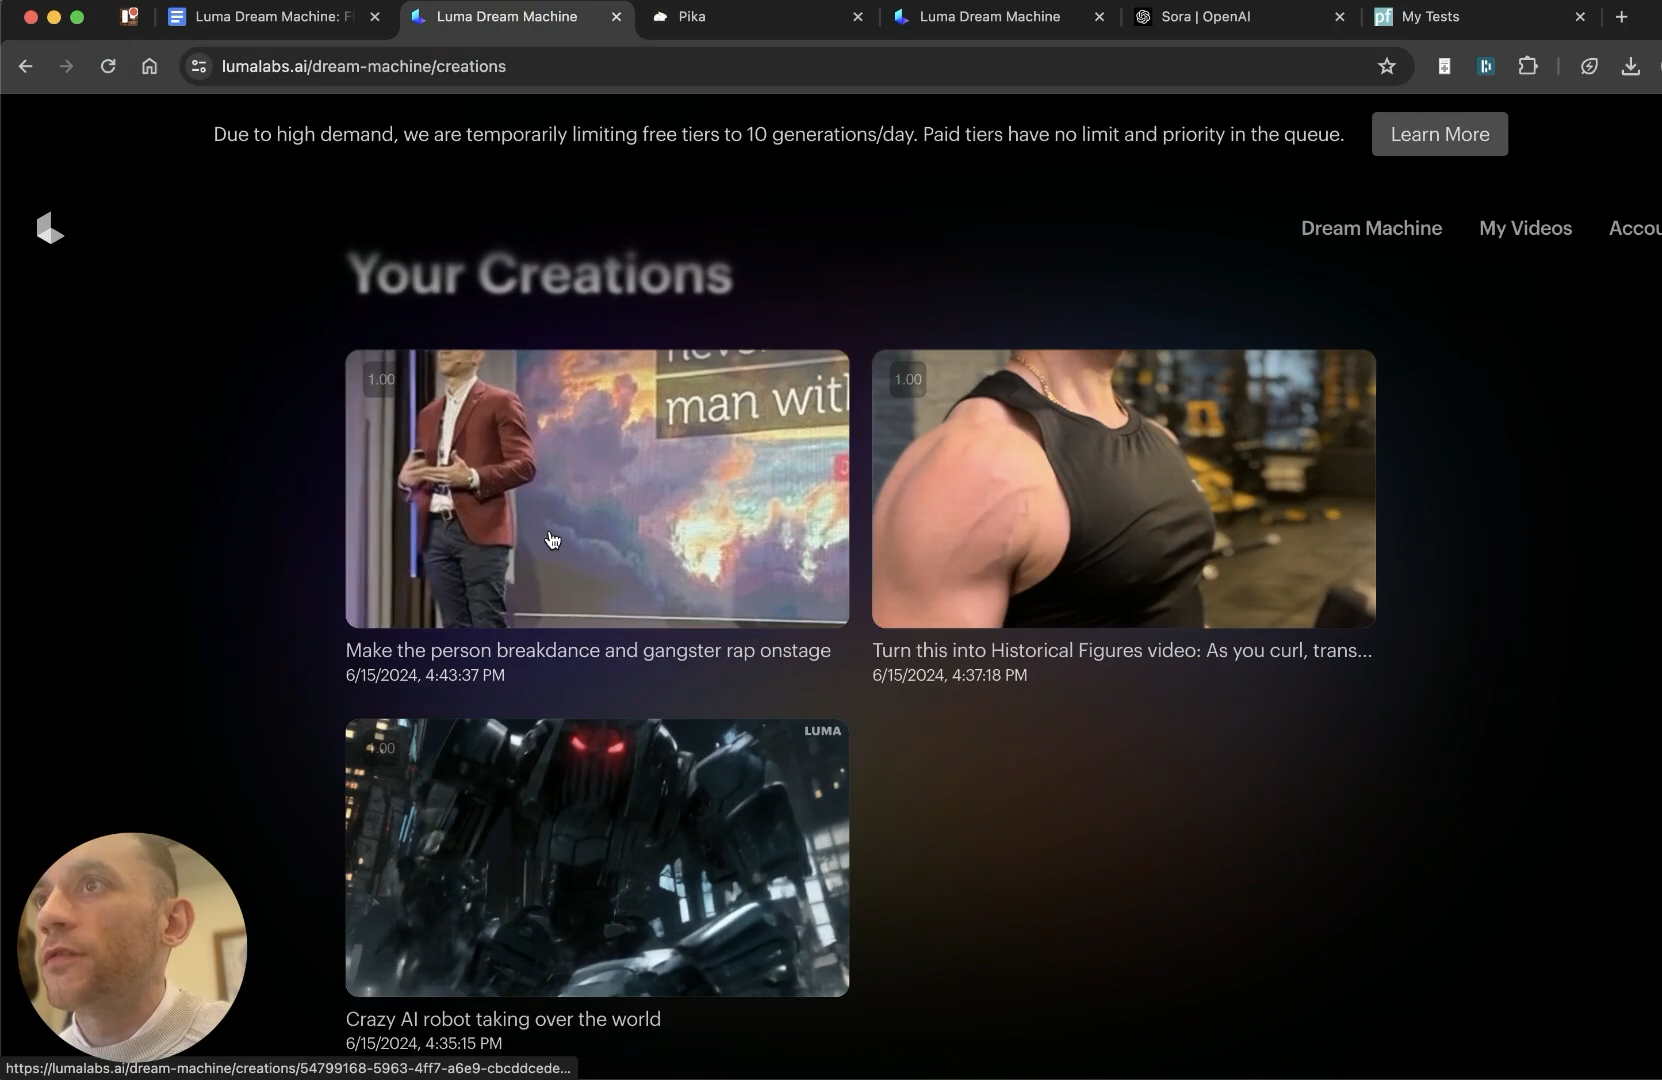 Luma Dream Machine: F
Luma Dream Machine
Pika
Luma Dream Machine
Sora | OpenAI
pf My Tests
lumalabs.ai/dream-machine/creations
Due to high demand, we are temporarily limiting free tiers to 10 generations/day. Paid tiers have no limit and priority in the queue.
Learn More
Dream Machine
My Videos
Accou
Your Creations
1.00
man with
1.00
Make the person breakdance and gangster rap onstage
6/15/2024, 4:43:37 PM
Turn this into Historical Figures video: As you curl, trans...
6/15/2024, 4:37:18 PM
1.00
LUMA
Crazy AI robot taking over the world
6/15/2024, 4:35:15 PM
https://lumalabs.ai/dream-machine/creations/54799168-5963-4ff7-a6e9-cbcddcede...